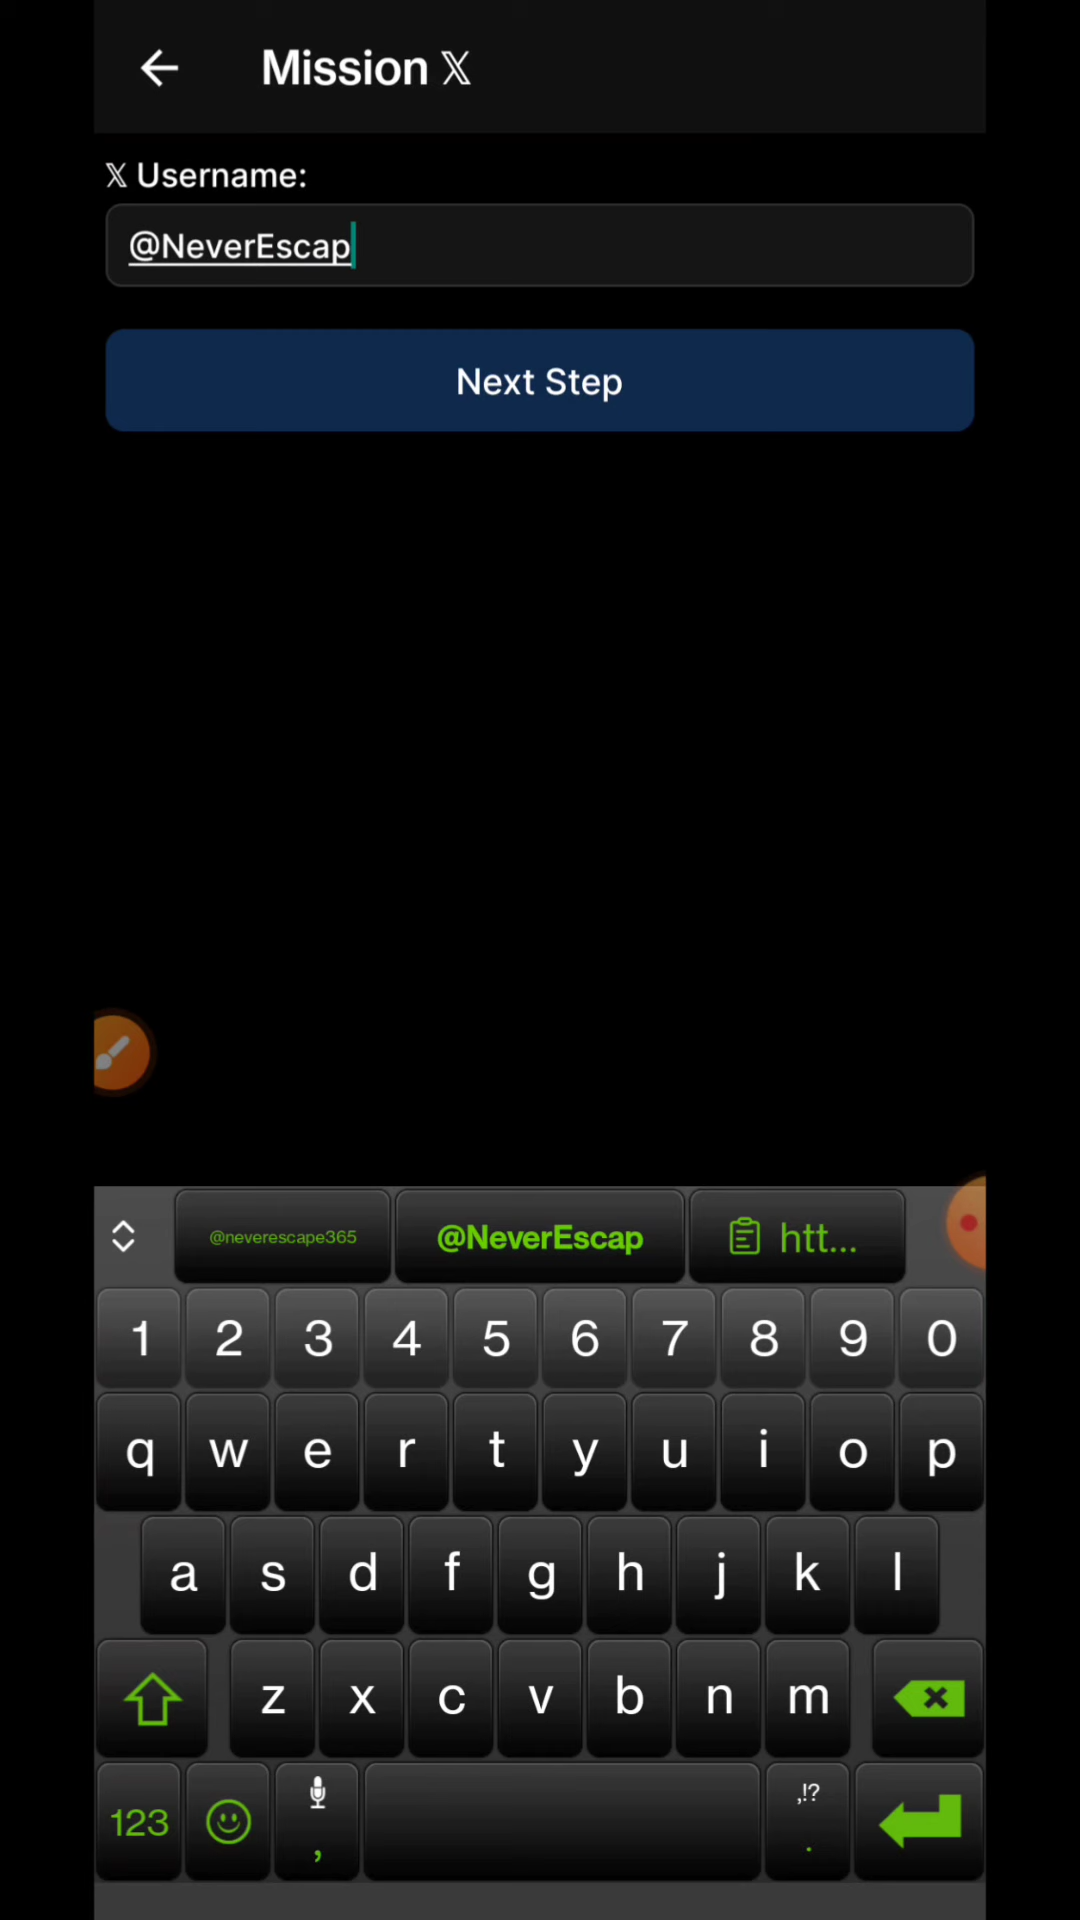 Mission 𝕏
𝕏 Username:
@NeverEscap
Next Step
@neverescape365 @NeverEscap htt...
1 2 3 4 5 6 7 8 9 0
q w e r t y u i o p
a s d f g h j k l
z x c v b n m
123 , ,!? .